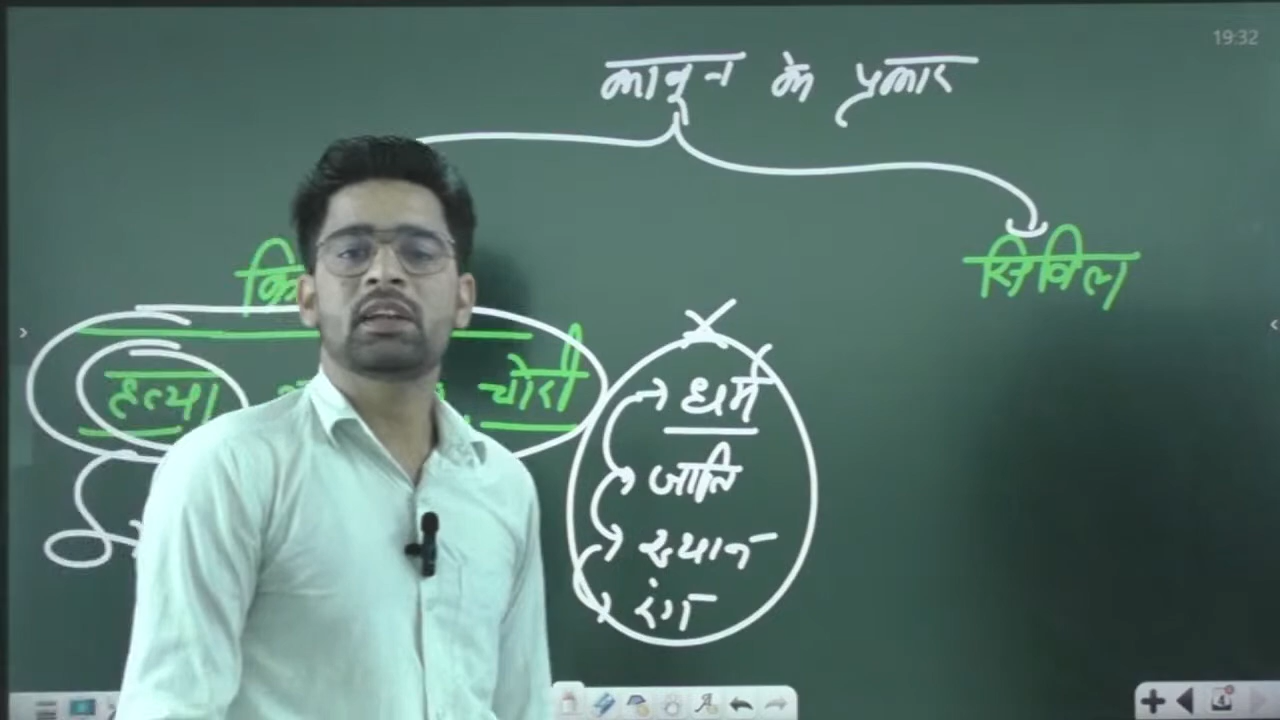 19:32
कानून के प्रकार
क्रि
सिविल
हत्या चोरी
धर्म
जाति
स्थान
रंग